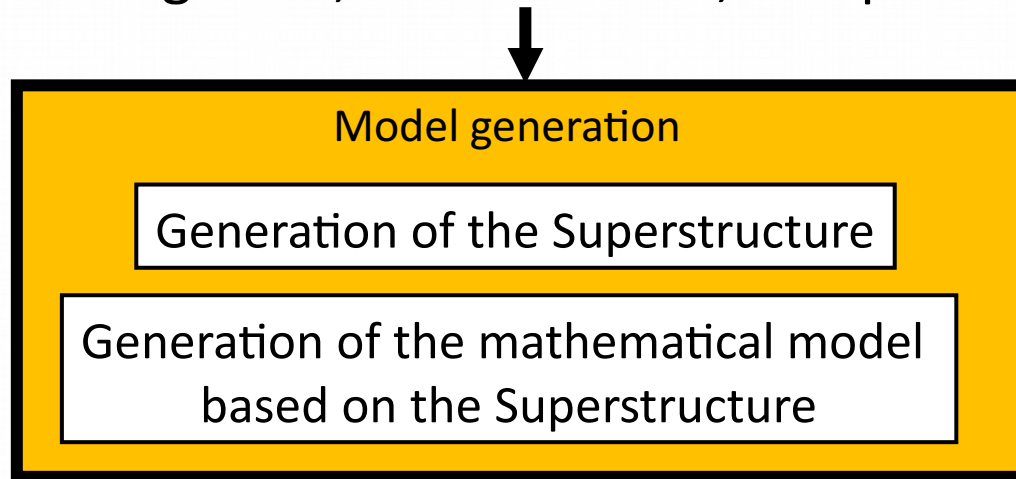 Model generation
Generation of the Superstructure
Generation of the mathematical model
based on the Superstructure